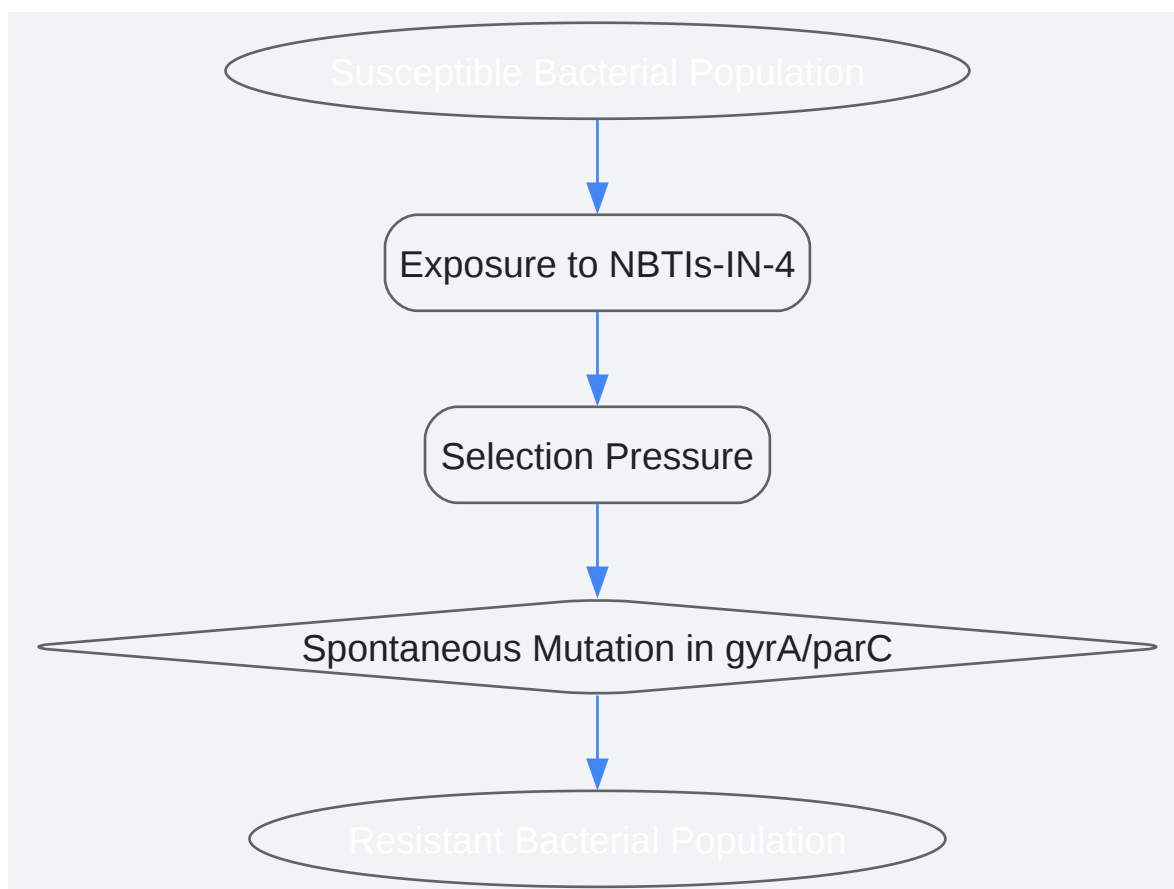 Susceptible Bacterial Population
Exposure to NBTIs-IN-4
Selection Pressure
Spontaneous Mutation in gyrA/parC
Resistant Bacterial Population